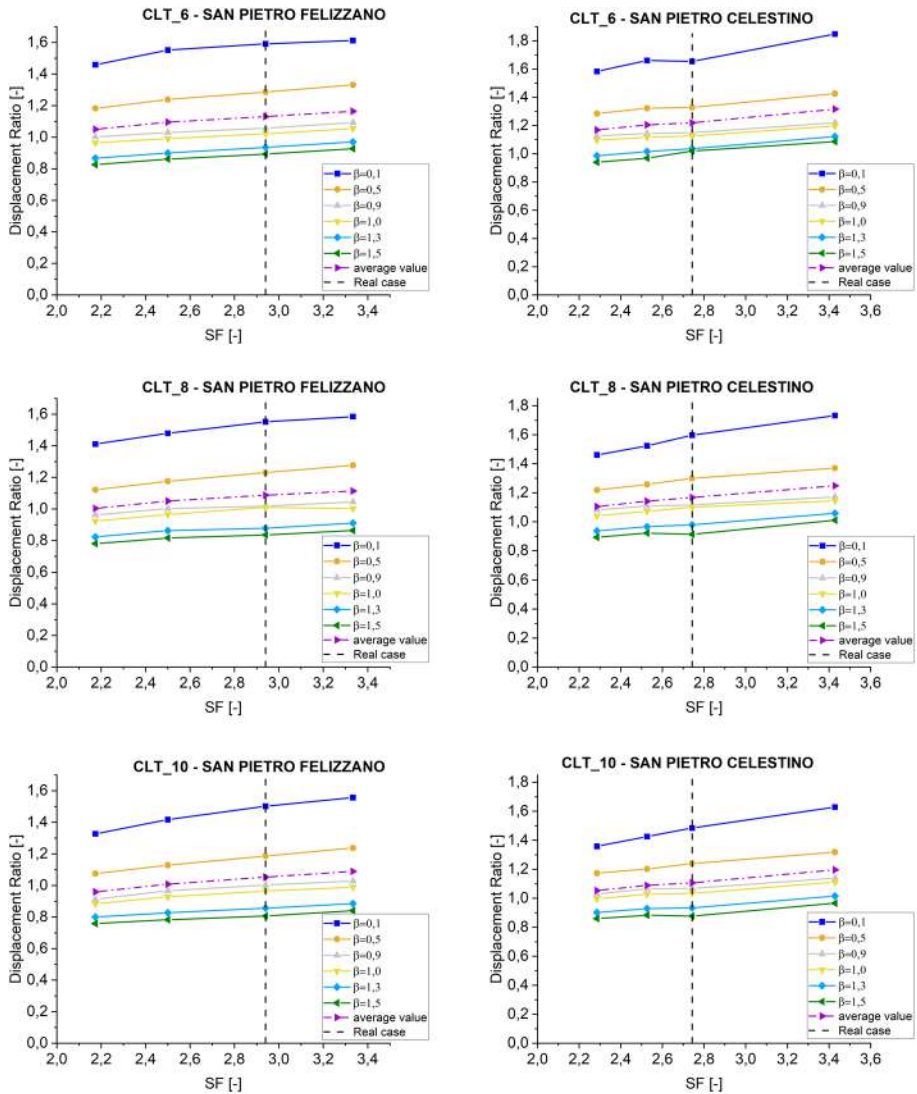 CLT_6 - SAN PIETRO FELIZZANO
Displacement Ratio [-]
1,6
1,4
1,2
1,0
0,8
0,6
0,4
0,2
0,0
2,0 2,2 2,4 2,6 2,8 3,0 3,2 3,4
SF [-]
β=0,1
β=0,5
β=0,9
β=1,0
β=1,3
β=1,5
average value
Real case
CLT_6 - SAN PIETRO CELESTINO
Displacement Ratio [-]
1,8
1,6
1,4
1,2
1,0
0,8
0,6
0,4
0,2
0,0
2,0 2,2 2,4 2,6 2,8 3,0 3,2 3,4 3,6
SF [-]
β=0,1
β=0,5
β=0,9
β=1,0
β=1,3
β=1,5
average value
Real case
CLT_8 - SAN PIETRO FELIZZANO
Displacement Ratio [-]
1,6
1,4
1,2
1,0
0,8
0,6
0,4
0,2
0,0
2,0 2,2 2,4 2,6 2,8 3,0 3,2 3,4
SF [-]
β=0,1
β=0,5
β=0,9
β=1,0
β=1,3
β=1,5
average value
Real case
CLT_8 - SAN PIETRO CELESTINO
Displacement Ratio [-]
1,8
1,6
1,4
1,2
1,0
0,8
0,6
0,4
0,2
0,0
2,0 2,2 2,4 2,6 2,8 3,0 3,2 3,4 3,6
SF [-]
β=0,1
β=0,5
β=0,9
β=1,0
β=1,3
β=1,5
average value
Real case
CLT_10 - SAN PIETRO FELIZZANO
Displacement Ratio [-]
1,6
1,4
1,2
1,0
0,8
0,6
0,4
0,2
0,0
2,0 2,2 2,4 2,6 2,8 3,0 3,2 3,4
SF [-]
β=0,1
β=0,5
β=0,9
β=1,0
β=1,3
β=1,5
average value
Real case
CLT_10 - SAN PIETRO CELESTINO
Displacement Ratio [-]
1,8
1,6
1,4
1,2
1,0
0,8
0,6
0,4
0,2
0,0
2,0 2,2 2,4 2,6 2,8 3,0 3,2 3,4 3,6
SF [-]
β=0,1
β=0,5
β=0,9
β=1,0
β=1,3
β=1,5
average value
Real case